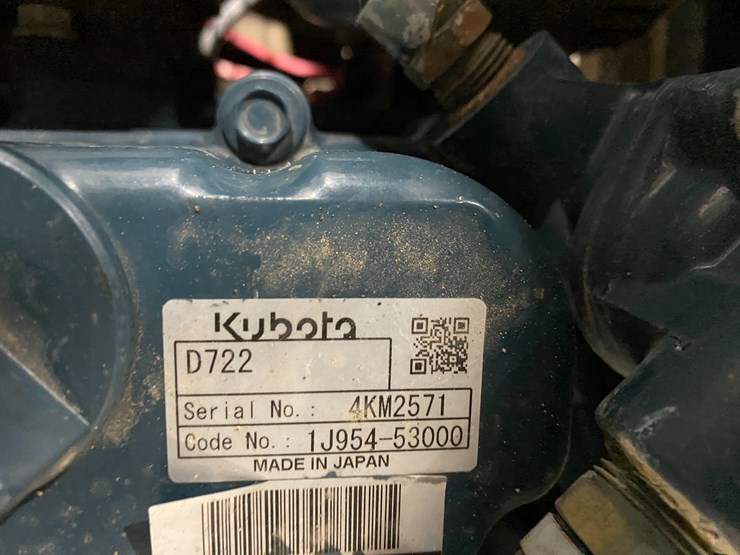 Kubota
D722
Serial No.: 4KM2571
Code No.: 1J954-53000
MADE IN JAPAN